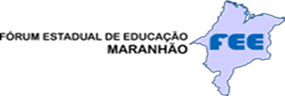 FÓRUM ESTADUAL DE EDUCAÇÃO
MARANHÃO
FEE